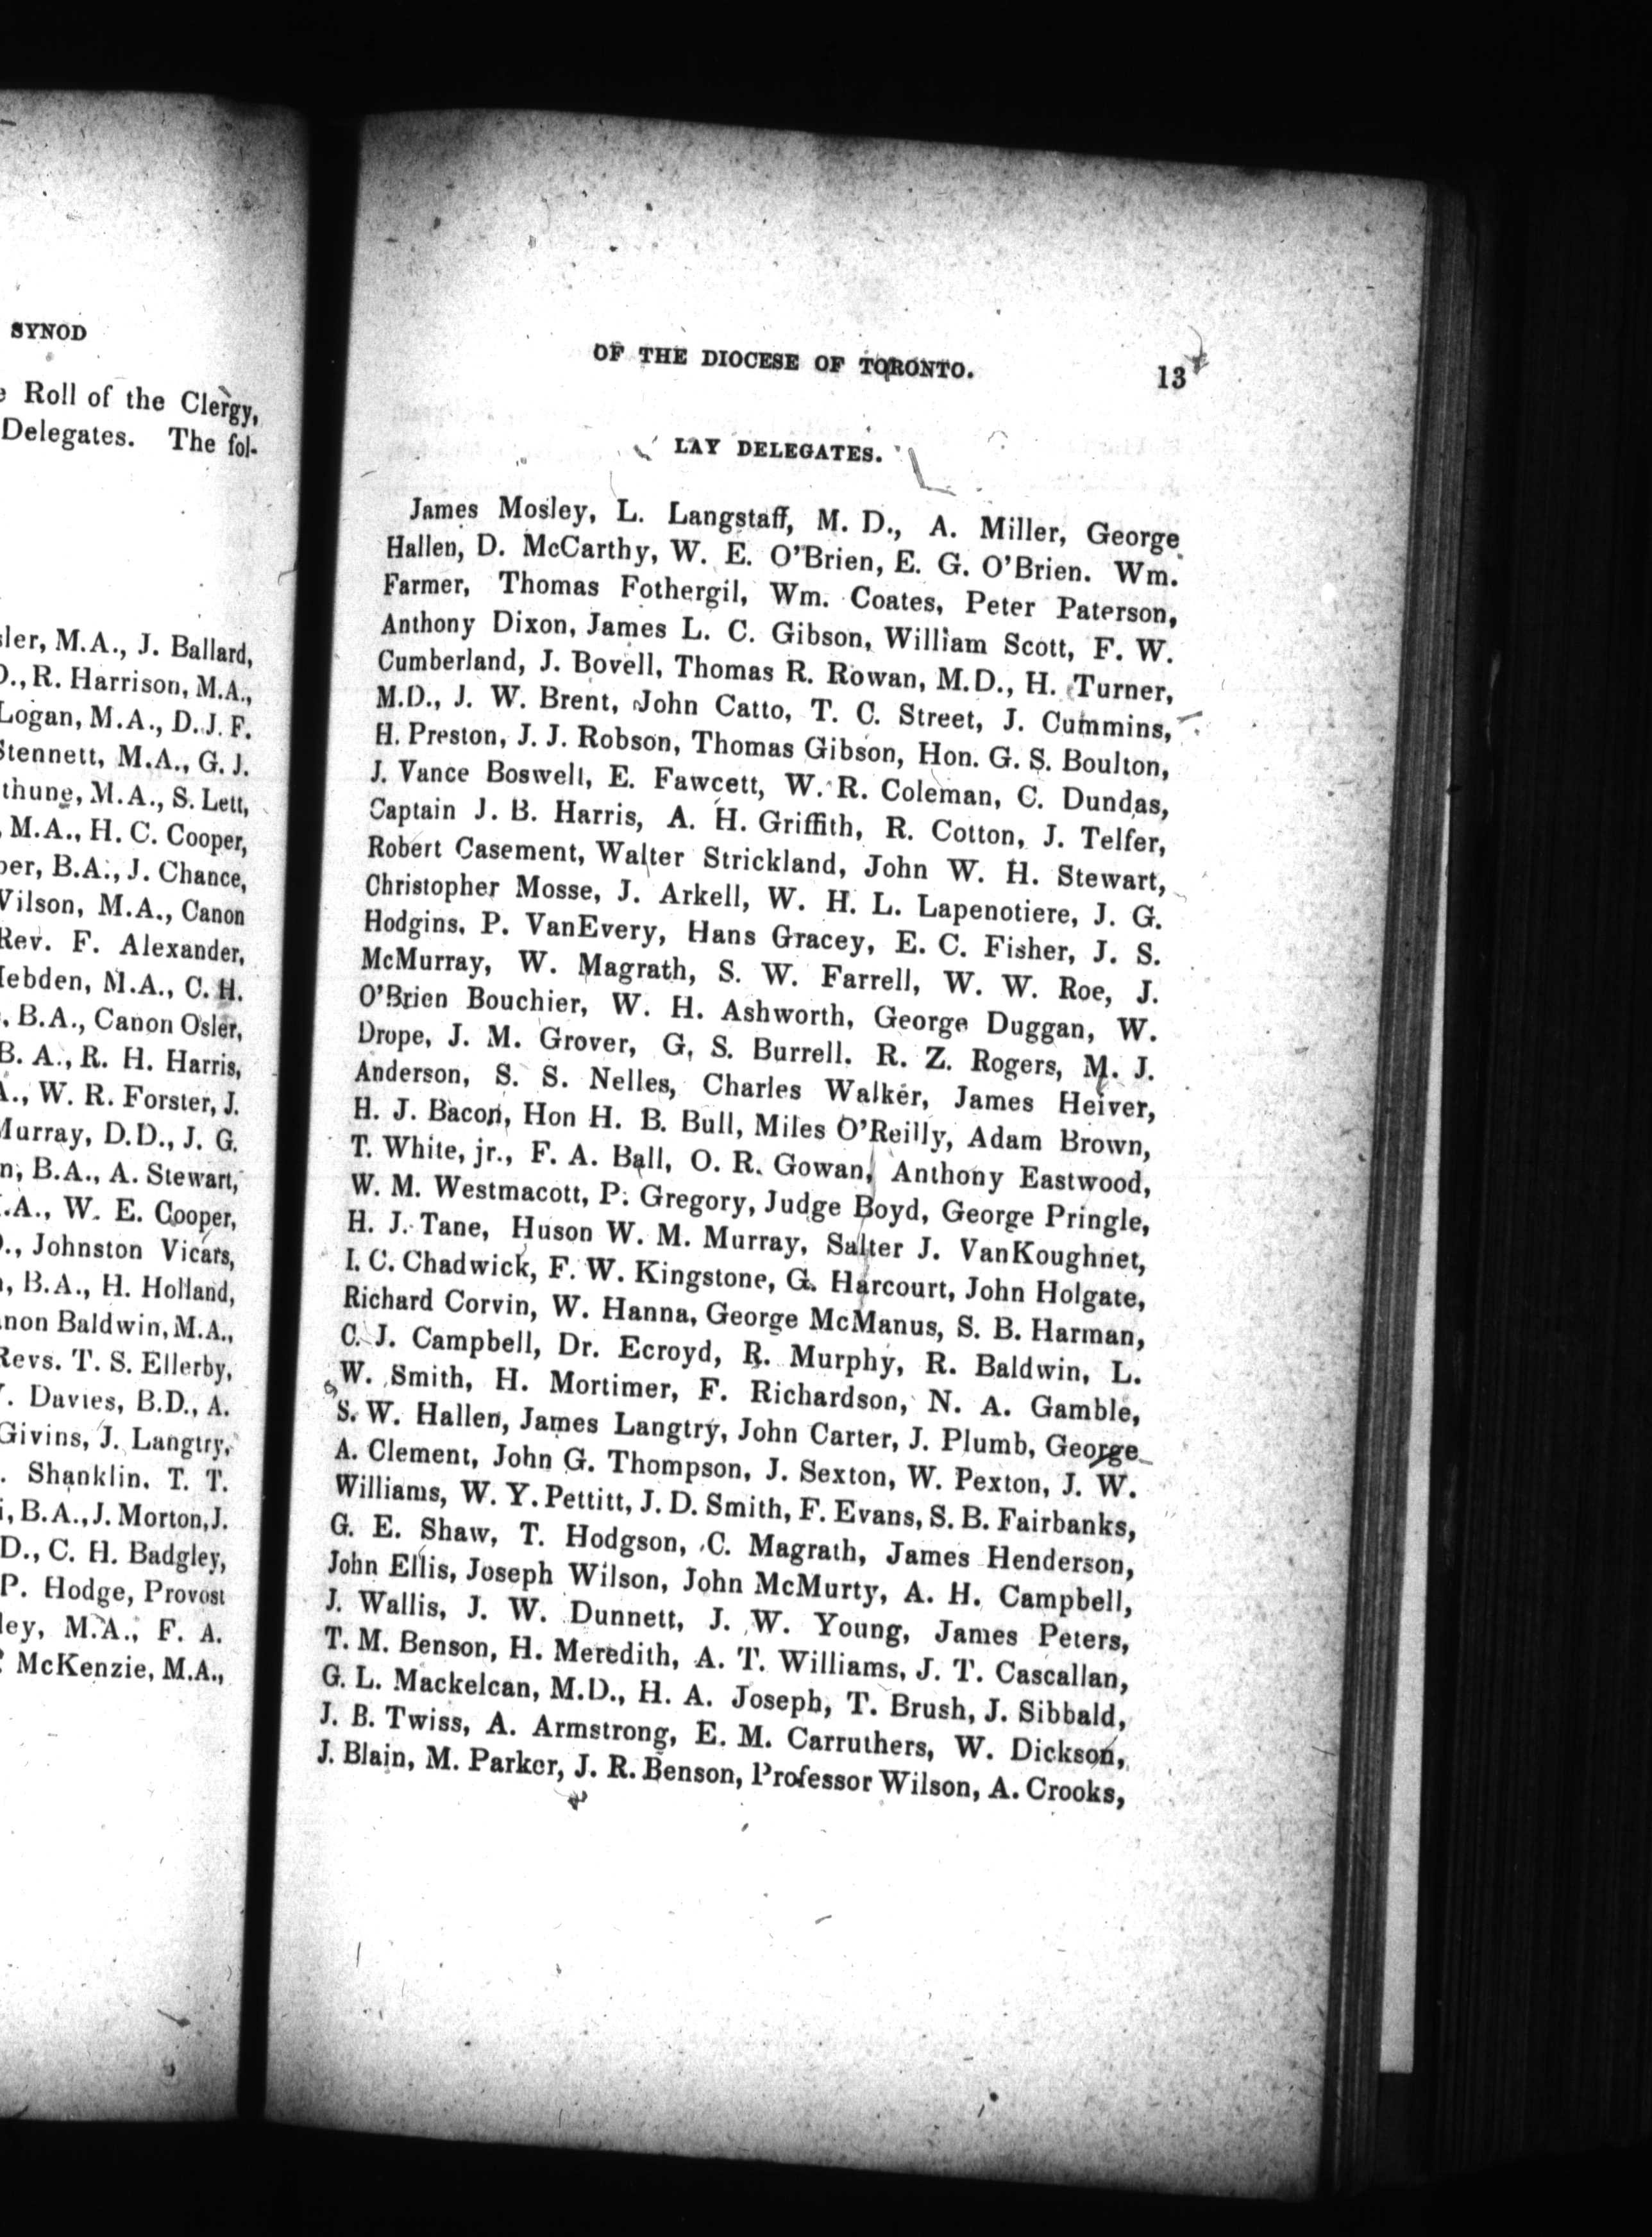 SYNOD
Roll of the Clergy,
Delegates. The fol-
sler, M.A., J. Ballard,
D., R. Harrison, M.A.,
Logan, M.A., D. J. F.
Stennett, M.A., G. J.
thune, M.A., S. Lett,
M.A., H. C. Cooper,
per, B.A., J. Chance,
Wilson, M.A., Canon
Rev. F. Alexander,
Hebden, M.A., C. H.
, B.A., Canon Osler,
B. A., R. H. Harris,
A., W. R. Forster, J.
Murray, D.D., J. G.
n, B.A., A. Stewart,
.A., W. E. Cooper,
., Johnston Vicars,
, B.A., H. Holland,
anon Baldwin, M.A.,
Revs. T. S. Ellerby,
. Davies, B.D., A.
Givins, J. Langtry,
. Shanklin. T. T.
i, B.A., J. Morton, J.
D., C. H. Badgley,
P. Hodge, Provost
ley, M.A., F. A.
McKenzie, M.A.,
OF THE DIOCESE OF TORONTO. 13
LAY DELEGATES.
James Mosley, L. Langstaff, M. D., A. Miller, George
Hallen, D. McCarthy, W. E. O'Brien, E. G. O'Brien. Wm.
Farmer, Thomas Fothergil, Wm. Coates, Peter Paterson,
Anthony Dixon, James L. C. Gibson, William Scott, F. W.
Cumberland, J. Bovell, Thomas R. Rowan, M.D., H. Turner,
M.D., J. W. Brent, John Catto, T. C. Street, J. Cummins,
H. Preston, J. J. Robson, Thomas Gibson, Hon. G. S. Boulton,
J. Vance Boswell, E. Fawcett, W. R. Coleman, C. Dundas,
Captain J. B. Harris, A. H. Griffith, R. Cotton, J. Telfer,
Robert Casement, Walter Strickland, John W. H. Stewart,
Christopher Mosse, J. Arkell, W. H. L. Lapenotiere, J. G.
Hodgins, P. VanEvery, Hans Gracey, E. C. Fisher, J. S.
McMurray, W. Magrath, S. W. Farrell, W. W. Roe, J.
O'Brien Bouchier, W. H. Ashworth, George Duggan, W.
Drope, J. M. Grover, G. S. Burrell. R. Z. Rogers, M. J.
Anderson, S. S. Nelles, Charles Walker, James Heiver,
H. J. Bacon, Hon H. B. Bull, Miles O'Reilly, Adam Brown,
T. White, jr., F. A. Ball, O. R. Gowan, Anthony Eastwood,
W. M. Westmacott, P. Gregory, Judge Boyd, George Pringle,
H. J. Tane, Huson W. M. Murray, Salter J. VanKoughnet,
I. C. Chadwick, F. W. Kingstone, G. Harcourt, John Holgate,
Richard Corvin, W. Hanna, George McManus, S. B. Harman,
C. J. Campbell, Dr. Ecroyd, R. Murphy, R. Baldwin, L.
W. Smith, H. Mortimer, F. Richardson, N. A. Gamble,
S. W. Hallen, James Langtry, John Carter, J. Plumb, George
A. Clement, John G. Thompson, J. Sexton, W. Pexton, J. W.
Williams, W. Y. Pettitt, J. D. Smith, F. Evans, S. B. Fairbanks,
G. E. Shaw, T. Hodgson, C. Magrath, James Henderson,
John Ellis, Joseph Wilson, John McMurty, A. H. Campbell,
J. Wallis, J. W. Dunnett, J. W. Young, James Peters,
T. M. Benson, H. Meredith, A. T. Williams, J. T. Cascallan,
G. L. Mackelcan, M.D., H. A. Joseph, T. Brush, J. Sibbald,
J. B. Twiss, A. Armstrong, E. M. Carruthers, W. Dickson,
J. Blain, M. Parker, J. R. Benson, Professor Wilson, A. Crooks,